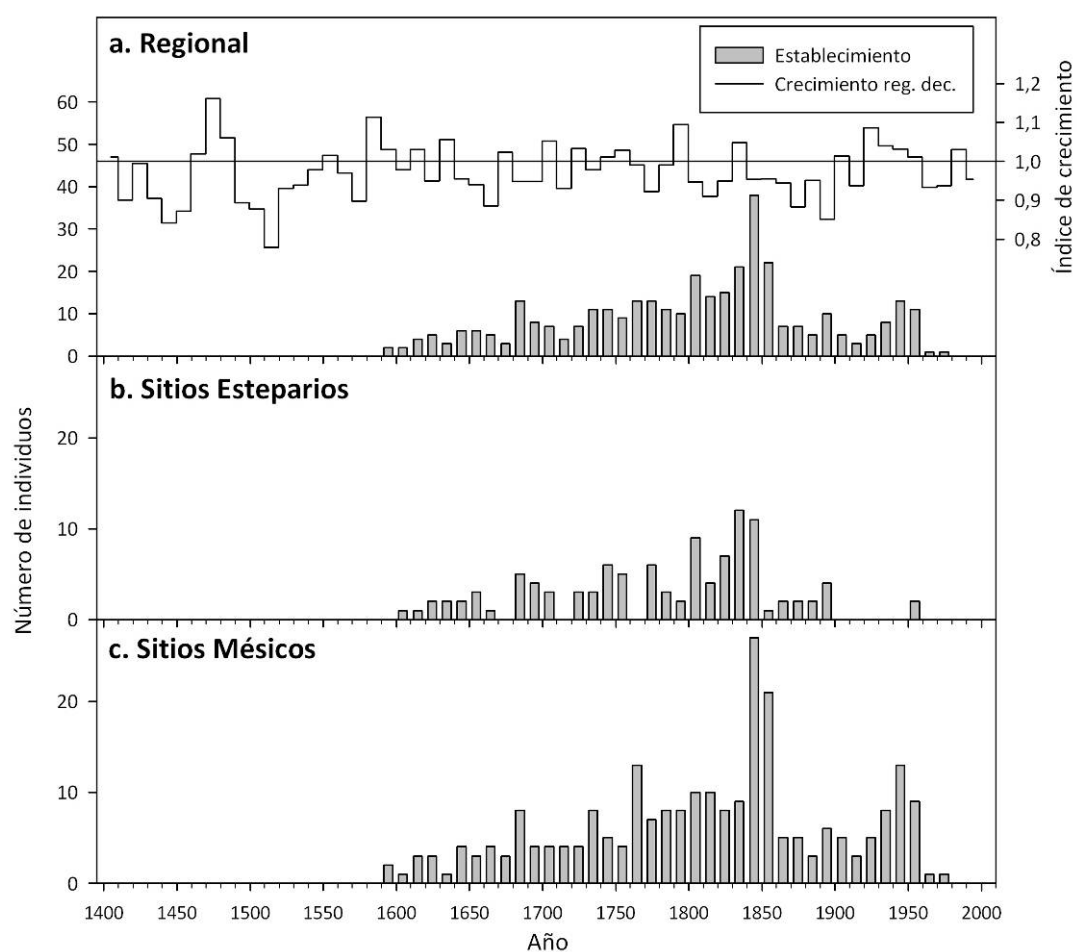 a. Regional
Establecimiento
Crecimiento reg. dec.
60
50
40
30
20
10
0
1,2
1,1
1,0
0,9
0,8
Índice de crecimiento
b. Sitios Esteparios
20
10
0
Número de individuos
c. Sitios Mésicos
20
10
0
1400 1450 1500 1550 1600 1650 1700 1750 1800 1850 1900 1950 2000
Año